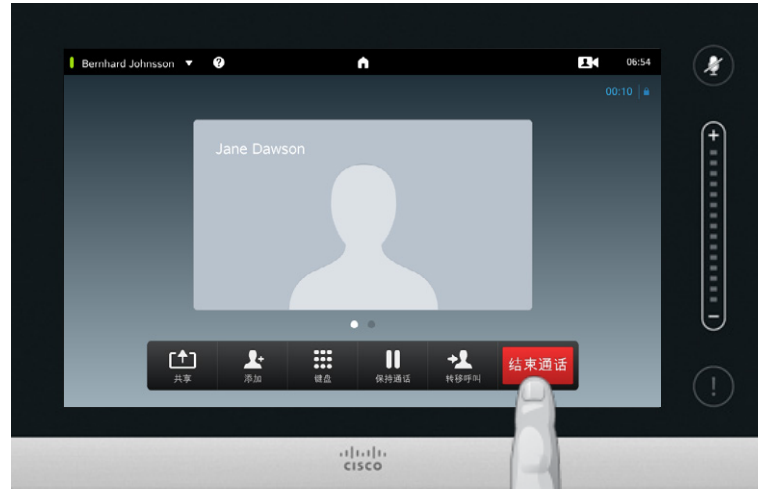 Bernhard Johnsson
06:54
00:10
Jane Dawson
共享
添加
键盘
保持通话
转移呼叫
结束通话
CISCO